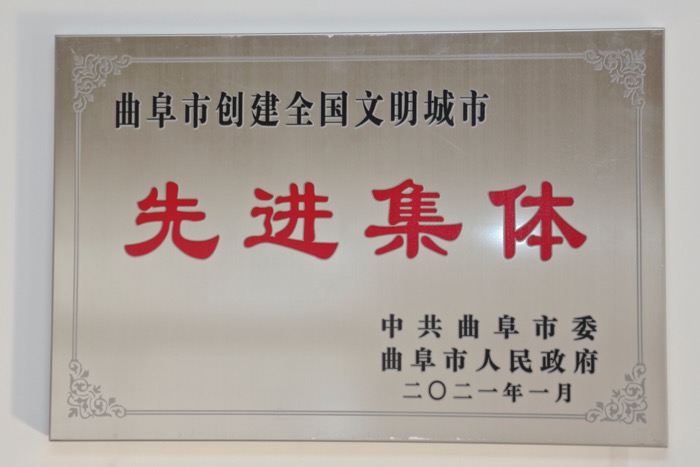 曲阜市创建全国文明城市
先进集体
中共曲阜市委
曲阜市人民政府
二〇二一年一月